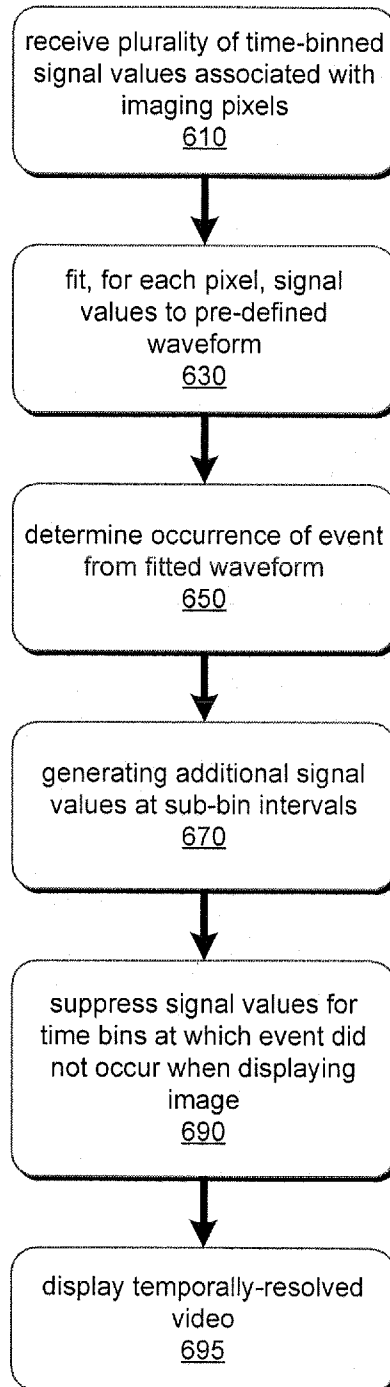 receive plurality of time-binned
signal values associated with
imaging pixels
610
fit, for each pixel, signal
values to pre-defined
waveform
630
determine occurrence of event
from fitted waveform
650
generating additional signal
values at sub-bin intervals
670
suppress signal values for
time bins at which event did
not occur when displaying
image
690
display temporally-resolved
video
695